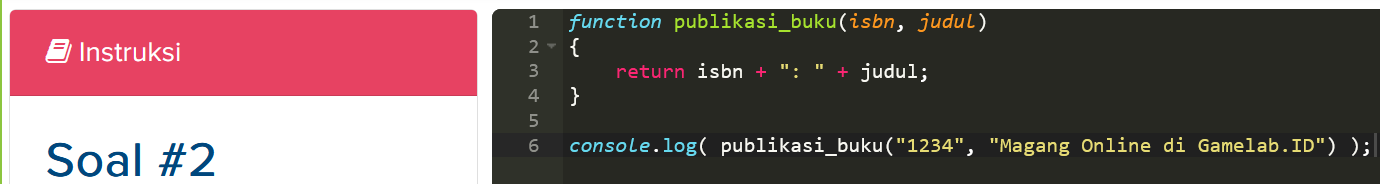 Instruksi
Soal #2
1 function publikasi_buku(isbn, judul)
2 {
3     return isbn + ": " + judul;
4 }
5
6 console.log( publikasi_buku("1234", "Magang Online di Gamelab.ID") );